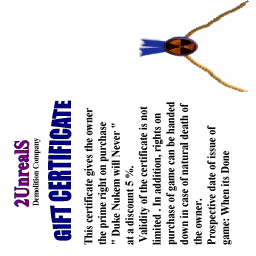 2UnrealS
Demolition Company
GIFT CERTIFICATE
This certificate gives the owner
the prime right on purchase
" Duke Nukem will Never "
at a discount 5 %.
Validity of the certificate is not
limited . In addition, rights on
purchase of game can be handed
down in case of natural death of
the owner.
Prospective date of issue of
game: When its Done